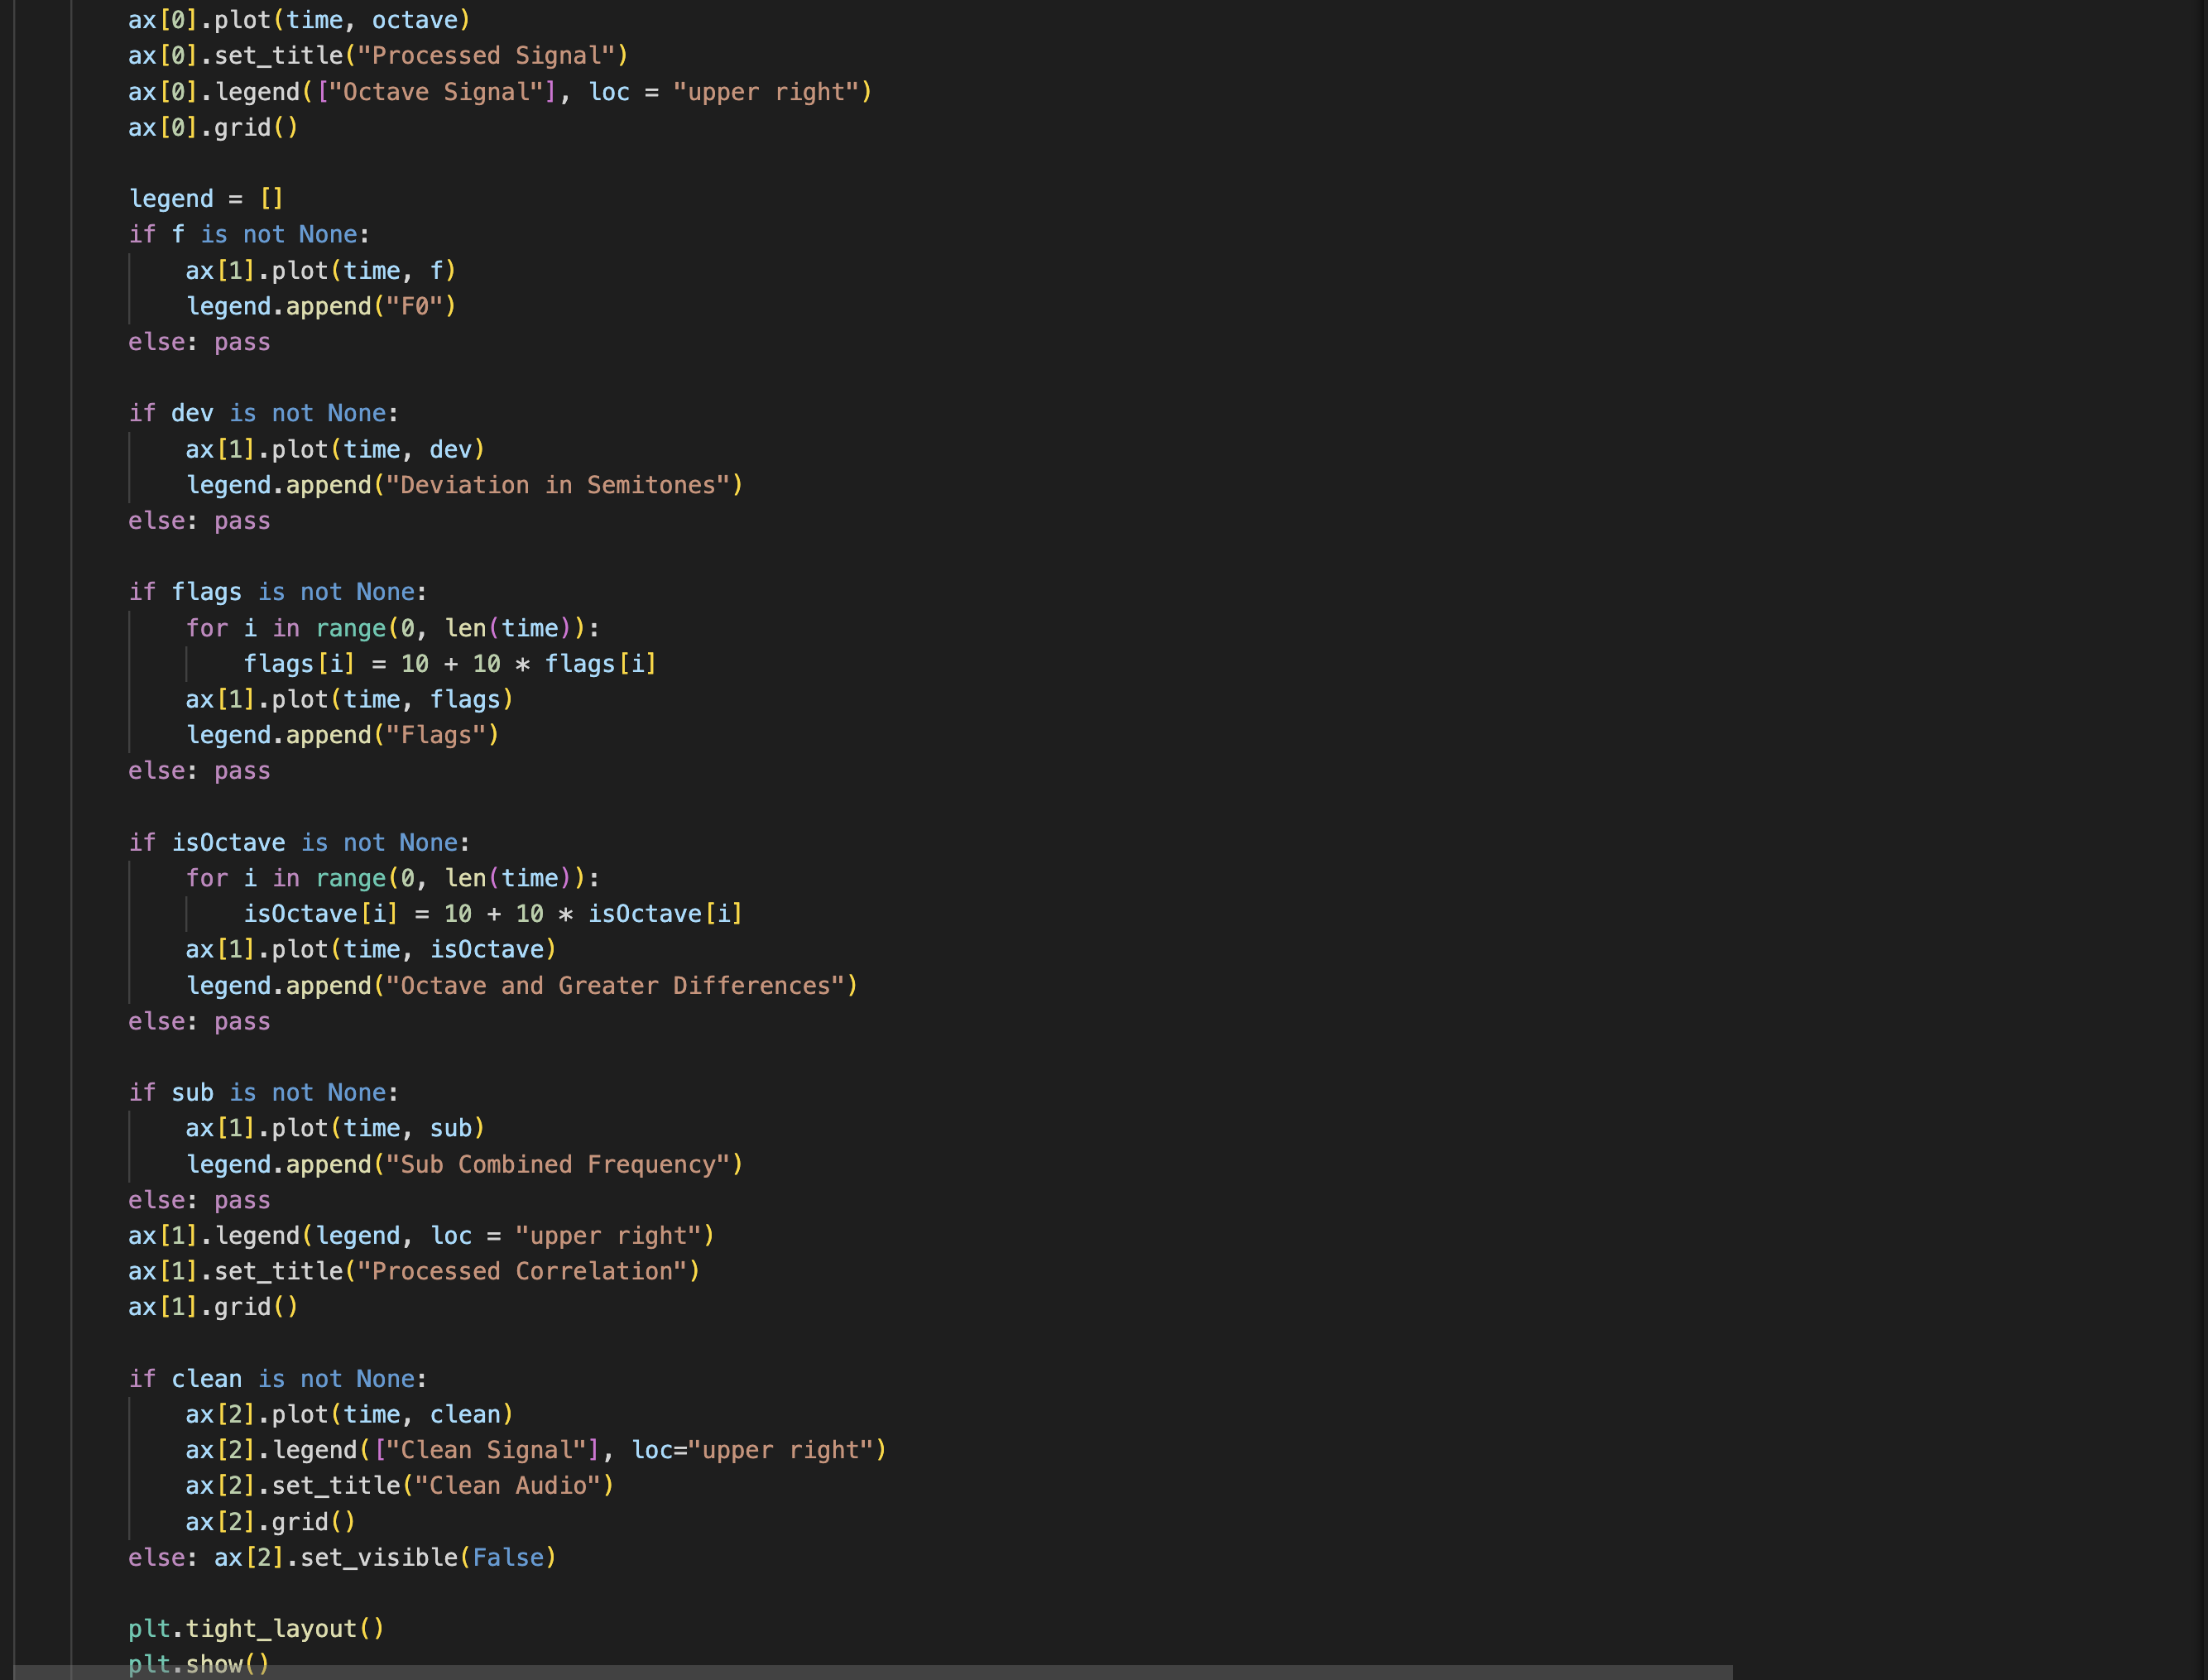 ax[0].plot(time, octave)
ax[0].set_title("Processed Signal")
ax[0].legend(["Octave Signal"], loc = "upper right")
ax[0].grid()

legend = []
if f is not None:
    ax[1].plot(time, f)
    legend.append("F0")
else: pass

if dev is not None:
    ax[1].plot(time, dev)
    legend.append("Deviation in Semitones")
else: pass

if flags is not None:
    for i in range(0, len(time)):
        flags[i] = 10 + 10 * flags[i]
    ax[1].plot(time, flags)
    legend.append("Flags")
else: pass

if isOctave is not None:
    for i in range(0, len(time)):
        isOctave[i] = 10 + 10 * isOctave[i]
    ax[1].plot(time, isOctave)
    legend.append("Octave and Greater Differences")
else: pass

if sub is not None:
    ax[1].plot(time, sub)
    legend.append("Sub Combined Frequency")
else: pass
ax[1].legend(legend, loc = "upper right")
ax[1].set_title("Processed Correlation")
ax[1].grid()

if clean is not None:
    ax[2].plot(time, clean)
    ax[2].legend(["Clean Signal"], loc="upper right")
    ax[2].set_title("Clean Audio")
    ax[2].grid()
else: ax[2].set_visible(False)

plt.tight_layout()
plt.show()